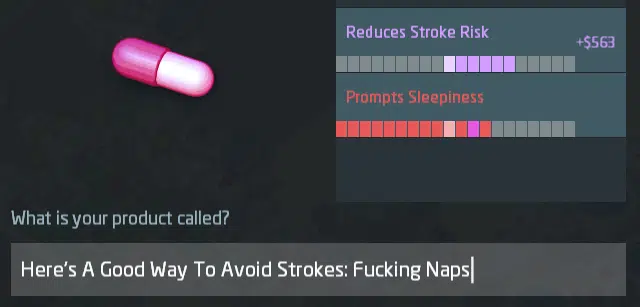 Reduces Stroke Risk
+$563
Prompts Sleepiness
What is your product called?
Here's A Good Way To Avoid Strokes: Fucking Naps